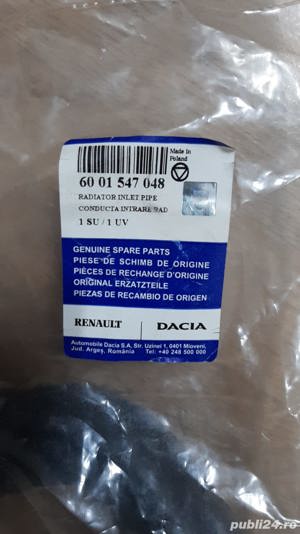 Made in
Poland
60 01 547 048
RADIATOR INLET PIPE
CONDUCTA INTRARE RAD
1 SU / 1 UV
GENUINE SPARE PARTS
PIESE DE SCHIMB DE ORIGINE
PIÈCES DE RECHANGE D'ORIGINE
ORIGINAL ERSATZTEILE
PIEZAS DE RECAMBIO DE ORIGEN
RENAULT DACIA
Automobile Dacia S.A. Str. Uzinei 1, 0401 Mioveni,
Jud. Argeş, România Tel: +40 248 500 000
publi24.ro